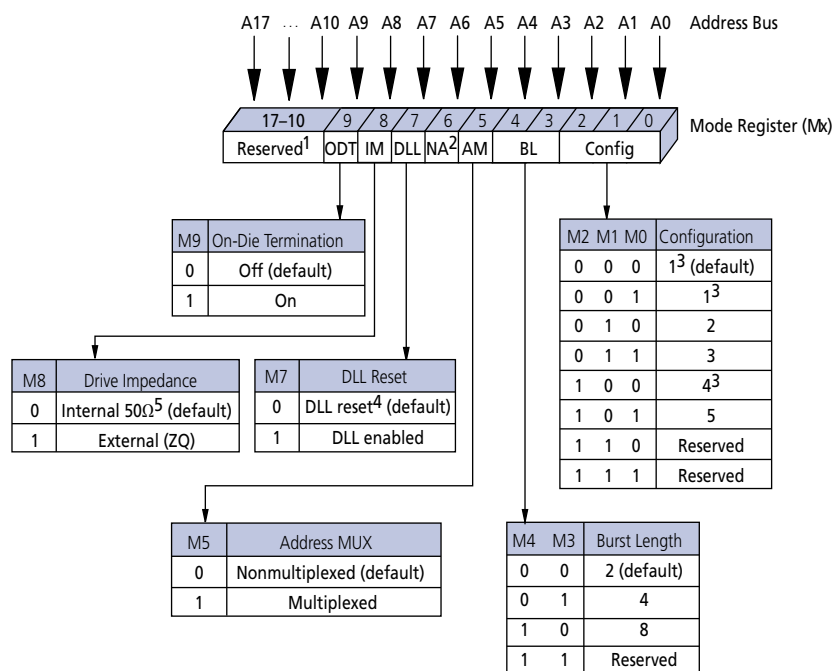 A17 ... A10 A9 A8 A7 A6 A5 A4 A3 A2 A1 A0 Address Bus
17–10 9 8 7 6 5 4 3 2 1 0 Mode Register (Mx)
Reserved1 ODT IM DLL NA2 AM BL Config
M9 On-Die Termination
0 Off (default)
1 On
M2 M1 M0 Configuration
0 0 0 13 (default)
0 0 1 13
0 1 0 2
0 1 1 3
1 0 0 43
1 0 1 5
1 1 0 Reserved
1 1 1 Reserved
M8 Drive Impedance
0 Internal 50Ω5 (default)
1 External (ZQ)
M7 DLL Reset
0 DLL reset4 (default)
1 DLL enabled
M5 Address MUX
0 Nonmultiplexed (default)
1 Multiplexed
M4 M3 Burst Length
0 0 2 (default)
0 1 4
1 0 8
1 1 Reserved